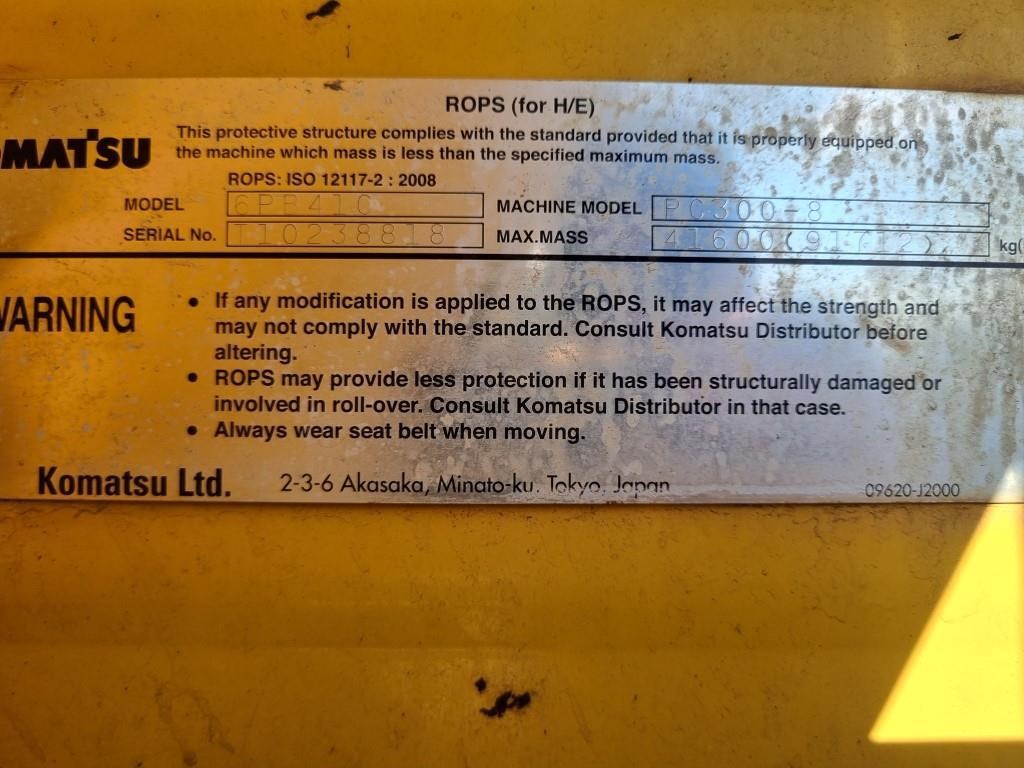 ROPS (for H/E)
OMATSU
This protective structure complies with the standard provided that it is properly equipped on
the machine which mass is less than the specified maximum mass.
ROPS: ISO 12117-2 : 2008
MODEL 6PB410 MACHINE MODEL PC300-8
SERIAL No. T10238818 MAX.MASS 41600(91712) kg(
WARNING
• If any modification is applied to the ROPS, it may affect the strength and
may not comply with the standard. Consult Komatsu Distributor before
altering.
• ROPS may provide less protection if it has been structurally damaged or
involved in roll-over. Consult Komatsu Distributor in that case.
• Always wear seat belt when moving.
Komatsu Ltd. 2-3-6 Akasaka, Minato-ku, Tokyo, Japan 09620-J2000